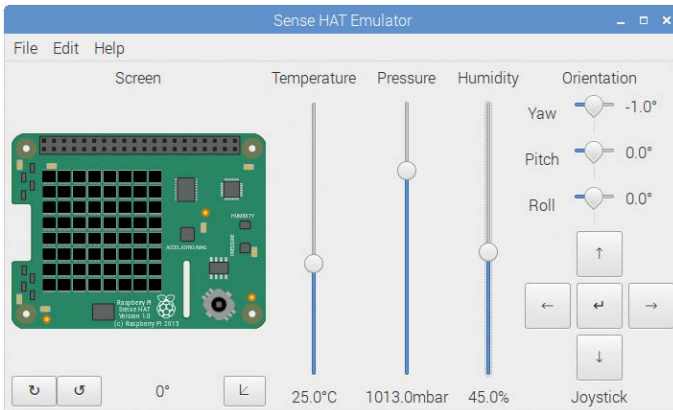 Sense HAT Emulator
File Edit Help
Screen
Temperature Pressure Humidity Orientation
Yaw -1.0°
Pitch 0.0°
Roll 0.0°
HUMIDITY
PRESSURE
ACCEL/GYRO/MAG
Raspberry Pi
Sense HAT
Version 1.0
(c) Raspberry Pi 2015
0°
25.0°C 1013.0mbar 45.0% Joystick